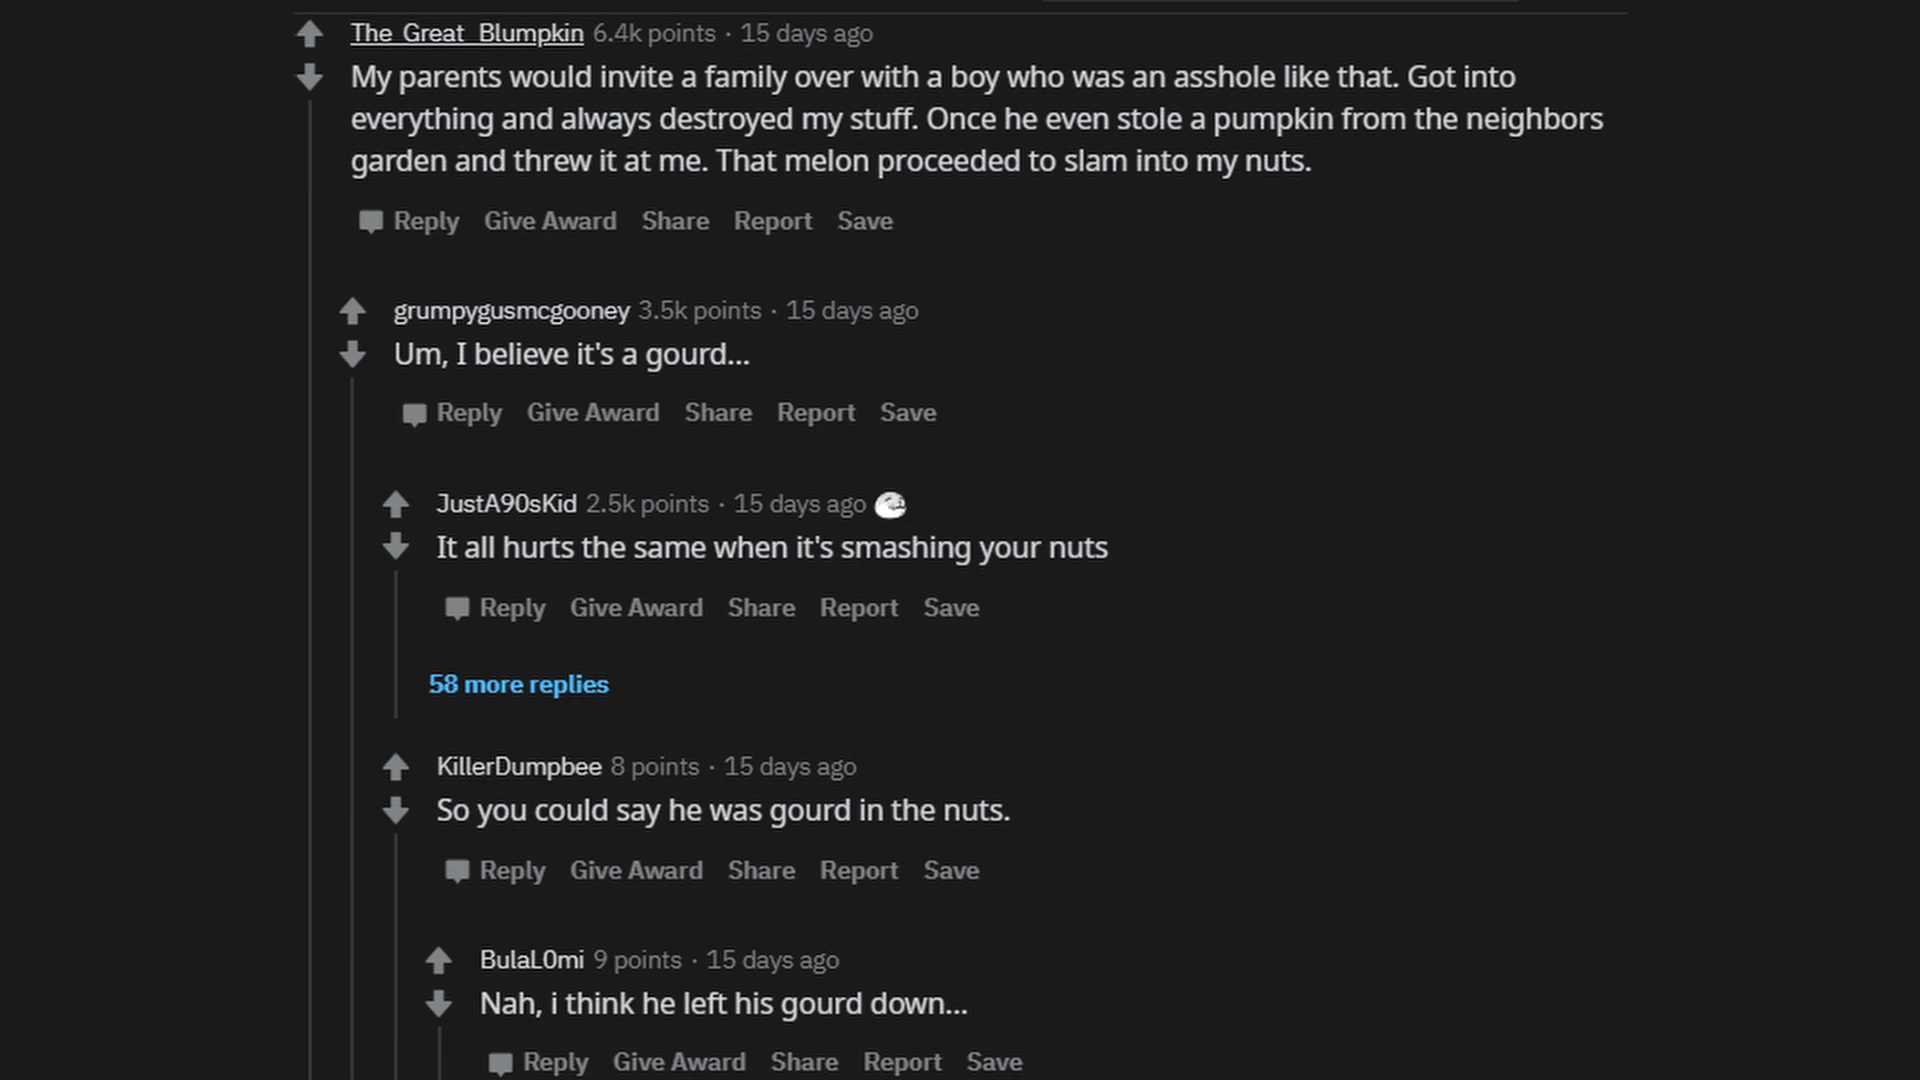 The_Great_Blumpkin 6.4k points · 15 days ago
My parents would invite a family over with a boy who was an asshole like that. Got into
everything and always destroyed my stuff. Once he even stole a pumpkin from the neighbors
garden and threw it at me. That melon proceeded to slam into my nuts.
Reply Give Award Share Report Save
grumpygusmcgooney 3.5k points · 15 days ago
Um, I believe it's a gourd...
Reply Give Award Share Report Save
JustA90sKid 2.5k points · 15 days ago
It all hurts the same when it's smashing your nuts
Reply Give Award Share Report Save
58 more replies
KillerDumpbee 8 points · 15 days ago
So you could say he was gourd in the nuts.
Reply Give Award Share Report Save
BulaL0mi 9 points · 15 days ago
Nah, i think he left his gourd down...
Reply Give Award Share Report Save